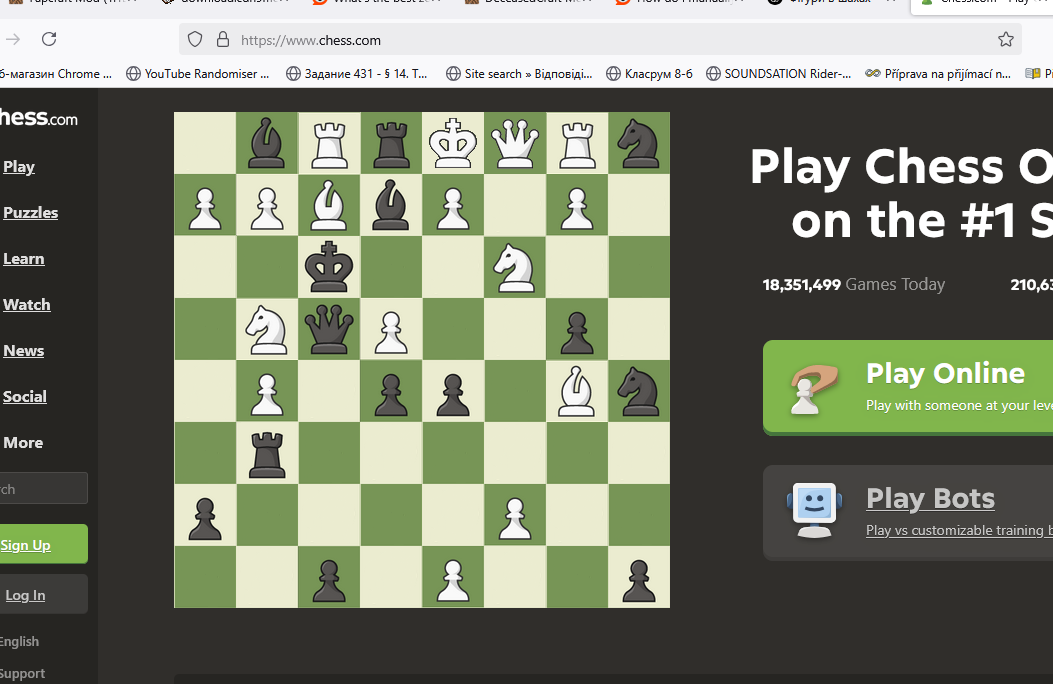 https://www.chess.com
б-магазин Chrome ...
YouTube Randomiser ...
Задание 431 - § 14. Т...
Site search » Відповіді...
Класрум 8-б
SOUNDSATION Rider-...
Příprava na přijímací n...
hess.com
Play
Puzzles
Learn
Watch
News
Social
More
rch
Sign Up
Log In
English
Support
Play Chess O
on the #1 S
18,351,499 Games Today
210,63
Play Online
Play with someone at your leve
Play Bots
Play vs customizable training b